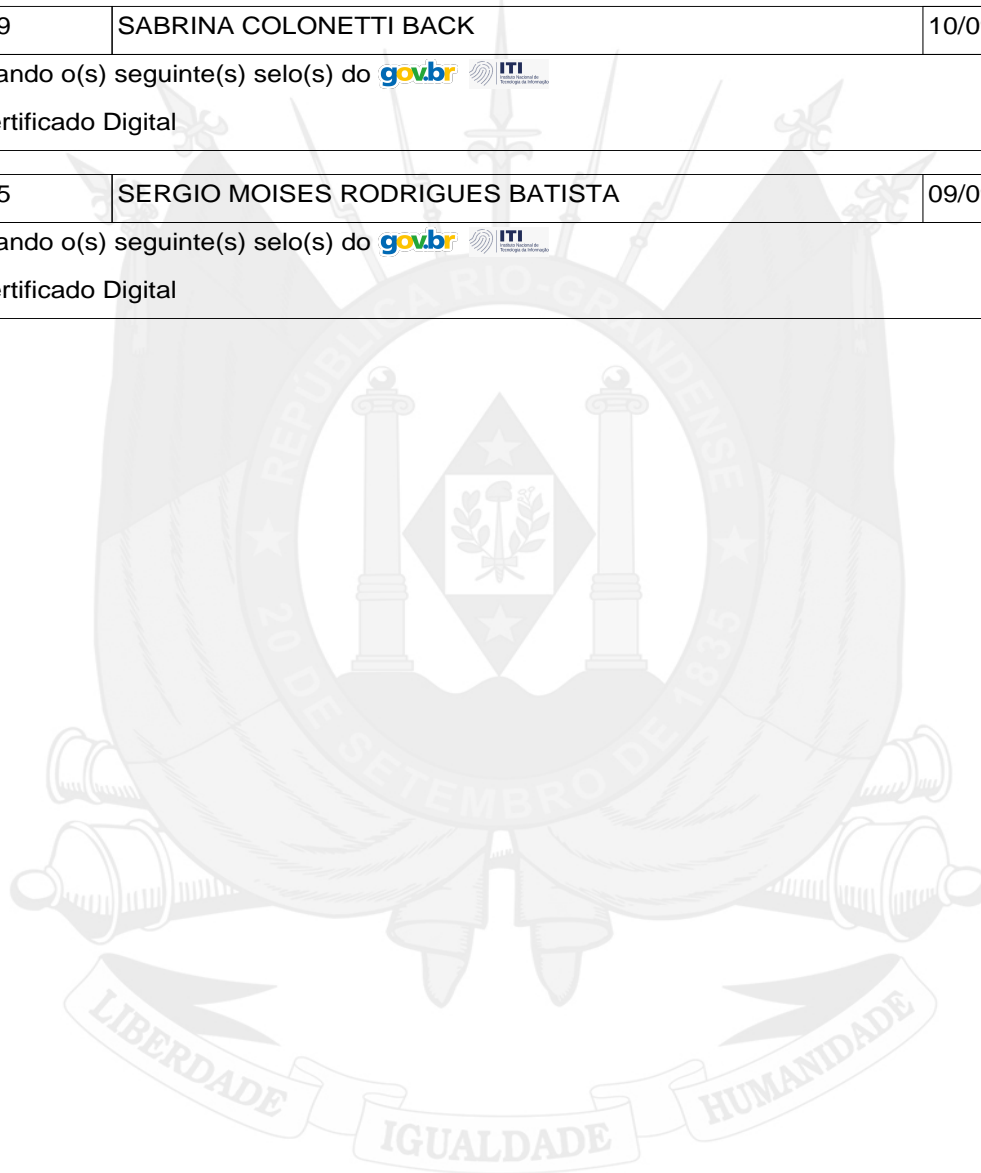 9 SABRINA COLONETTI BACK 10/0
ando o(s) seguinte(s) selo(s) do gov.br ITI
ertificado Digital
5 SERGIO MOISES RODRIGUES BATISTA 09/0
ando o(s) seguinte(s) selo(s) do gov.br ITI
ertificado Digital
REPÚBLICA RIO-GRANDENSE
20 DE SETEMBRO DE 1835
LIBERDADE IGUALDADE HUMANIDADE